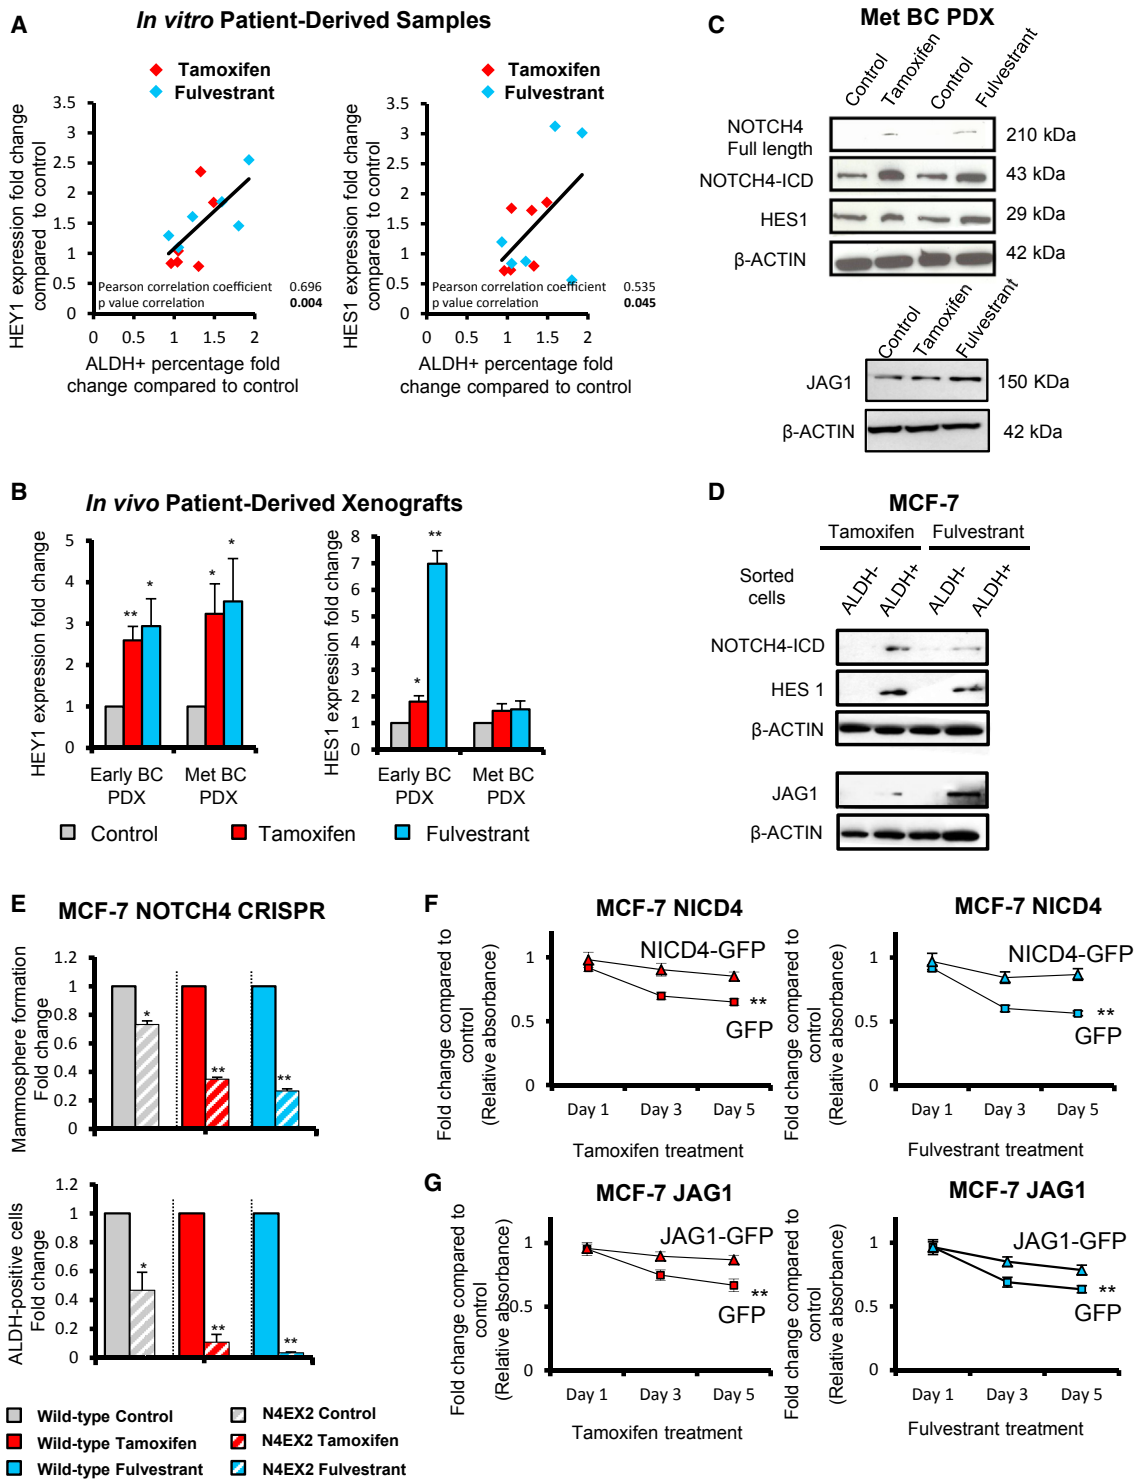 A
In vitro Patient-Derived Samples
Tamoxifen
Fulvestrant
HEY1 expression fold change
compared to control
3.5
3
2.5
2
1.5
1
0.5
0
Pearson correlation coefficient 0.696
p value correlation 0.004
0 0.5 1 1.5 2
ALDH+ percentage fold
change compared to control
Tamoxifen
Fulvestrant
HES1 expression fold change
compared to control
3.5
3
2.5
2
1.5
1
0.5
0
Pearson correlation coefficient 0.535
p value correlation 0.045
0 0.5 1 1.5 2
ALDH+ percentage fold
change compared to control
B
In vivo Patient-Derived Xenografts
HEY1 expression fold change
5
4
3
2
1
0
** * * *
Early BC
PDX
Met BC
PDX
HES1 expression fold change
8
7
6
5
4
3
2
1
0
* **
Early BC
PDX
Met BC
PDX
Control
Tamoxifen
Fulvestrant
C
Met BC PDX
Control
Tamoxifen
Control
Fulvestrant
NOTCH4
Full length
210 kDa
NOTCH4-ICD
43 kDa
HES1
29 kDa
β-ACTIN
42 kDa
Control
Tamoxifen
Fulvestrant
JAG1
150 KDa
β-ACTIN
42 kDa
D
MCF-7
Tamoxifen Fulvestrant
Sorted
cells
ALDH-
ALDH+
ALDH-
ALDH+
NOTCH4-ICD
HES 1
β-ACTIN
JAG1
β-ACTIN
E
MCF-7 NOTCH4 CRISPR
Mammosphere formation
Fold change
1.2
1
0.8
0.6
0.4
0.2
0
* ** **
ALDH-positive cells
Fold change
1.2
1
0.8
0.6
0.4
0.2
0
* ** **
Wild-type Control
N4EX2 Control
Wild-type Tamoxifen
N4EX2 Tamoxifen
Wild-type Fulvestrant
N4EX2 Fulvestrant
F
MCF-7 NICD4
Fold change compared to
control
(Relative absorbance)
1
0.5
0
NICD4-GFP
**
GFP
Day 1 Day 3 Day 5
Tamoxifen treatment
MCF-7 NICD4
Fold change compared to
control
(Relative absorbance)
1
0.5
0
NICD4-GFP
**
GFP
Day 1 Day 3 Day 5
Fulvestrant treatment
G
MCF-7 JAG1
Fold change compared to
control
(Relative absorbance)
1
0.5
0
JAG1-GFP
**
GFP
Day 1 Day 3 Day 5
Tamoxifen treatment
MCF-7 JAG1
Fold change compared to
control
(Relative absorbance)
1
0.5
0
JAG1-GFP
**
GFP
Day 1 Day 3 Day 5
Fulvestrant treatment